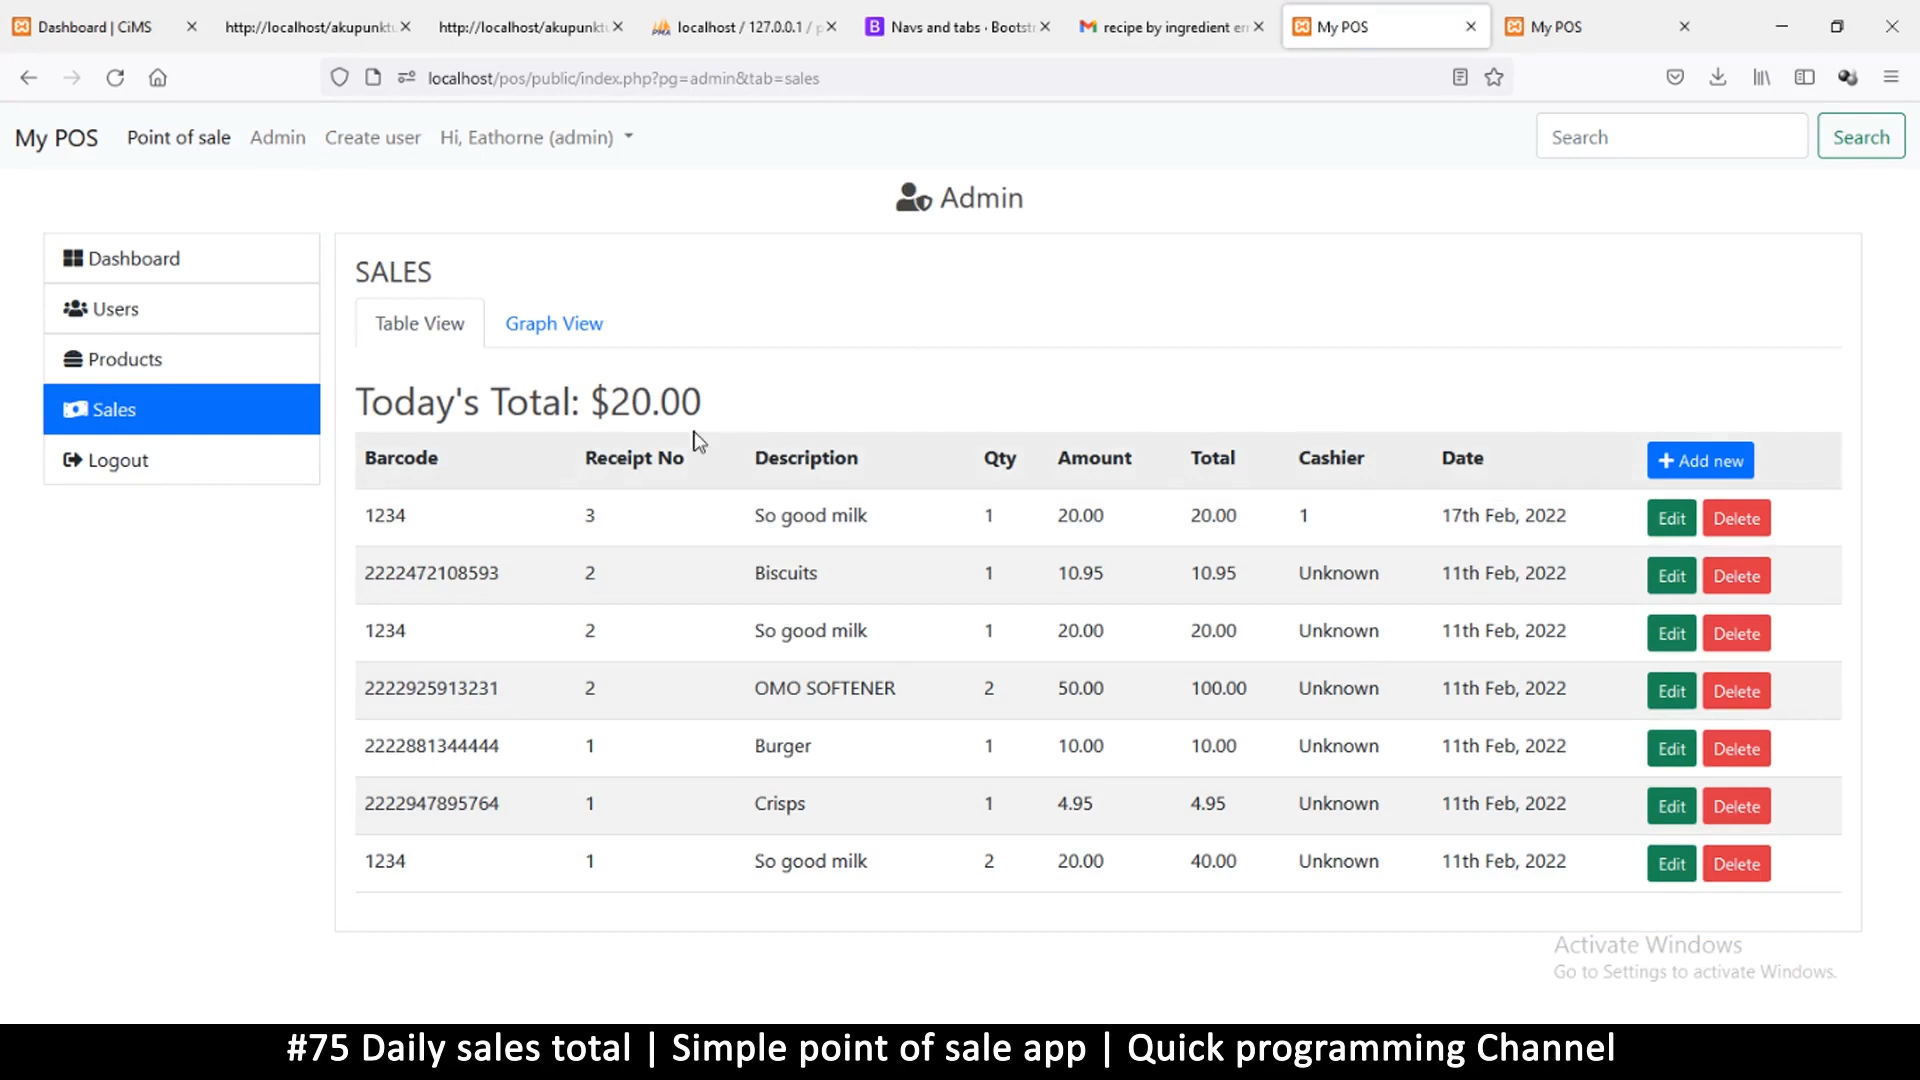 Dashboard | CiMS
http://localhost/akupunktu
http://localhost/akupunktu
localhost / 127.0.0.1 / p
Navs and tabs · Bootstr
recipe by ingredient err
My POS
My POS
localhost/pos/public/index.php?pg=admin&tab=sales
My POS Point of sale Admin Create user Hi, Eathorne (admin)
Search
Search
Admin
Dashboard
Users
Products
Sales
Logout
SALES
Table View Graph View
Today's Total: $20.00
Barcode Receipt No Description Qty Amount Total Cashier Date + Add new
1234 3 So good milk 1 20.00 20.00 1 17th Feb, 2022 Edit Delete
2222472108593 2 Biscuits 1 10.95 10.95 Unknown 11th Feb, 2022 Edit Delete
1234 2 So good milk 1 20.00 20.00 Unknown 11th Feb, 2022 Edit Delete
2222925913231 2 OMO SOFTENER 2 50.00 100.00 Unknown 11th Feb, 2022 Edit Delete
2222881344444 1 Burger 1 10.00 10.00 Unknown 11th Feb, 2022 Edit Delete
2222947895764 1 Crisps 1 4.95 4.95 Unknown 11th Feb, 2022 Edit Delete
1234 1 So good milk 2 20.00 40.00 Unknown 11th Feb, 2022 Edit Delete
Activate Windows
Go to Settings to activate Windows.
#75 Daily sales total | Simple point of sale app | Quick programming Channel